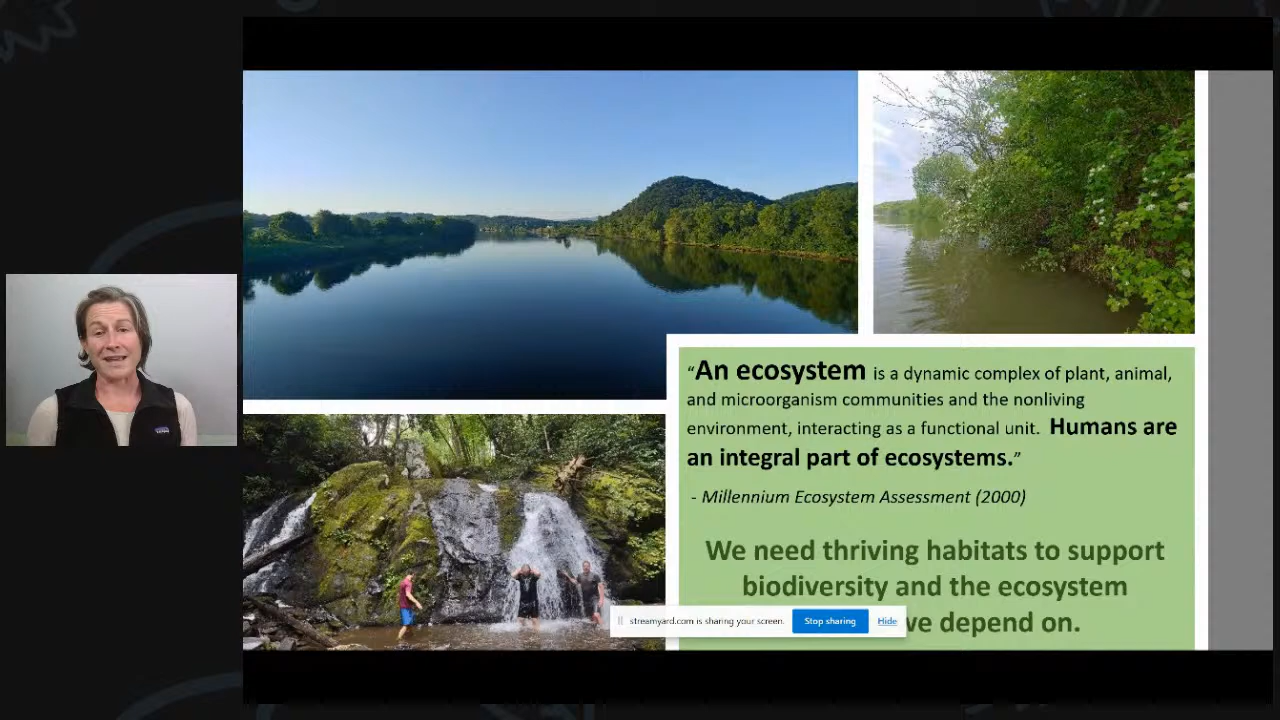 “An ecosystem is a dynamic complex of plant, animal,
and microorganism communities and the nonliving
environment, interacting as a functional unit. Humans are
an integral part of ecosystems.”
- Millennium Ecosystem Assessment (2000)
We need thriving habitats to support
biodiversity and the ecosystem
we depend on.
streamyard.com is sharing your screen.
Stop sharing
Hide